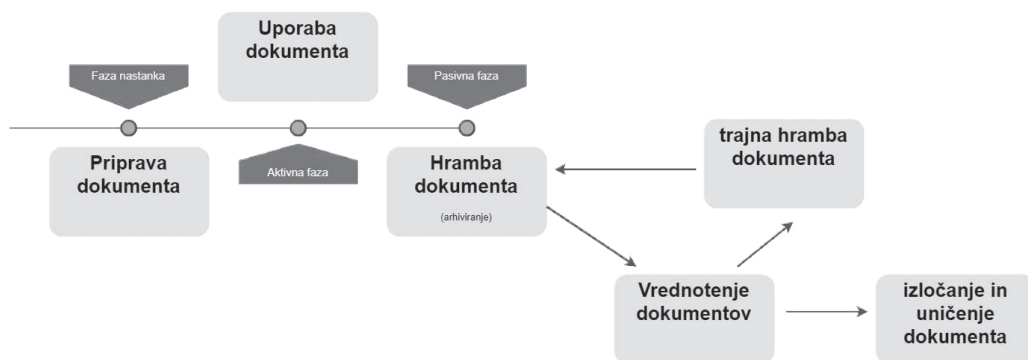 Uporaba
dokumenta
Faza nastanka
Pasivna faza
Priprava
dokumenta
Aktivna faza
Hramba
dokumenta
(arhiviranje)
trajna hramba
dokumenta
Vrednotenje
dokumentov
izločanje in
uničenje
dokumenta